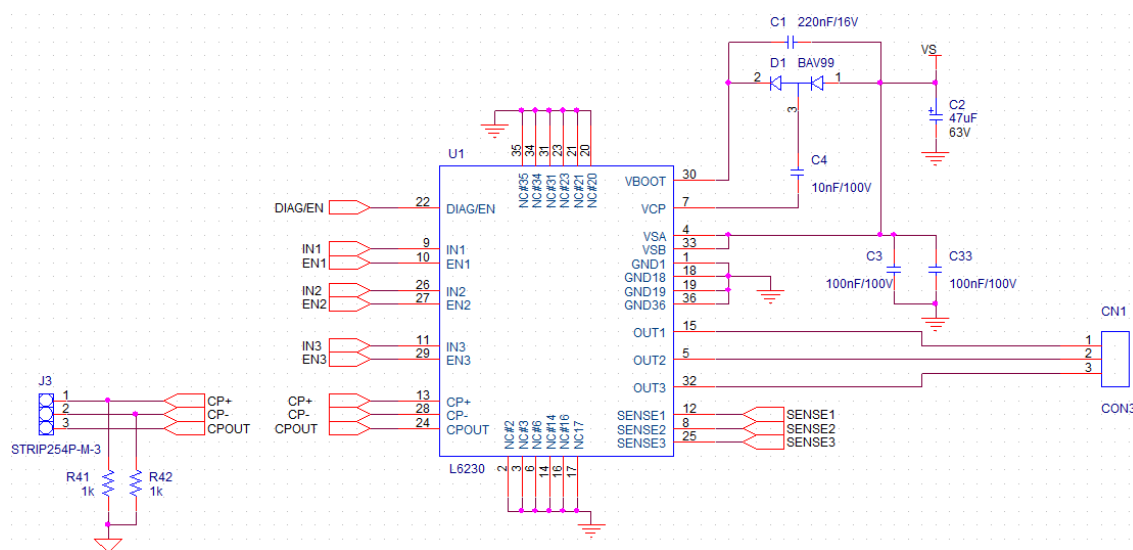 C1 220nF/16V
VS
D1 BAV99
2
1
3
C2
47uF
63V
C4
10nF/100V
U1
35
34
31
23
21
20
NC#35
NC#34
NC#31
NC#23
NC#21
NC#20
VBOOT 30
VCP 7
DIAG/EN 22 DIAG/EN
VSA 4
VSB 33
IN1 9 IN1
EN1 10 EN1
GND1 1
GND18 18
GND19 19
GND36 36
C3
100nF/100V
C33
100nF/100V
IN2 26 IN2
EN2 27 EN2
OUT1 15
OUT2 5
OUT3 32
CN1
1
2
3
CON3
IN3 11 IN3
EN3 29 EN3
J3
1 CP+
2 CP-
3 CPOUT
STRIP254P-M-3
CP+ 13 CP+
CP- 28 CP-
CPOUT 24 CPOUT
SENSE1 12 SENSE1
SENSE2 8 SENSE2
SENSE3 25 SENSE3
NC#2
NC#3
NC#6
NC#14
NC#16
NC17
2
3
6
14
16
17
L6230
R41
1k
R42
1k